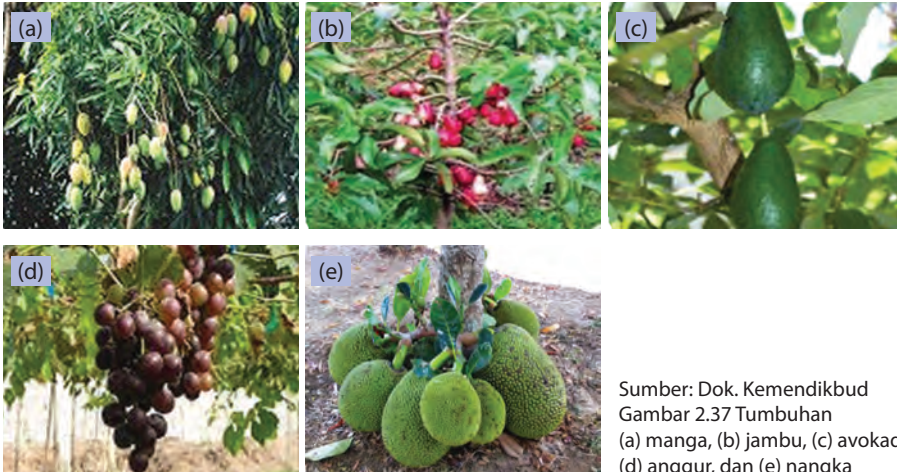 (a)
(b)
(c)
(d)
(e)
Sumber: Dok. Kemendikbud
Gambar 2.37 Tumbuhan
(a) manga, (b) jambu, (c) avokad
(d) anggur, dan (e) nangka